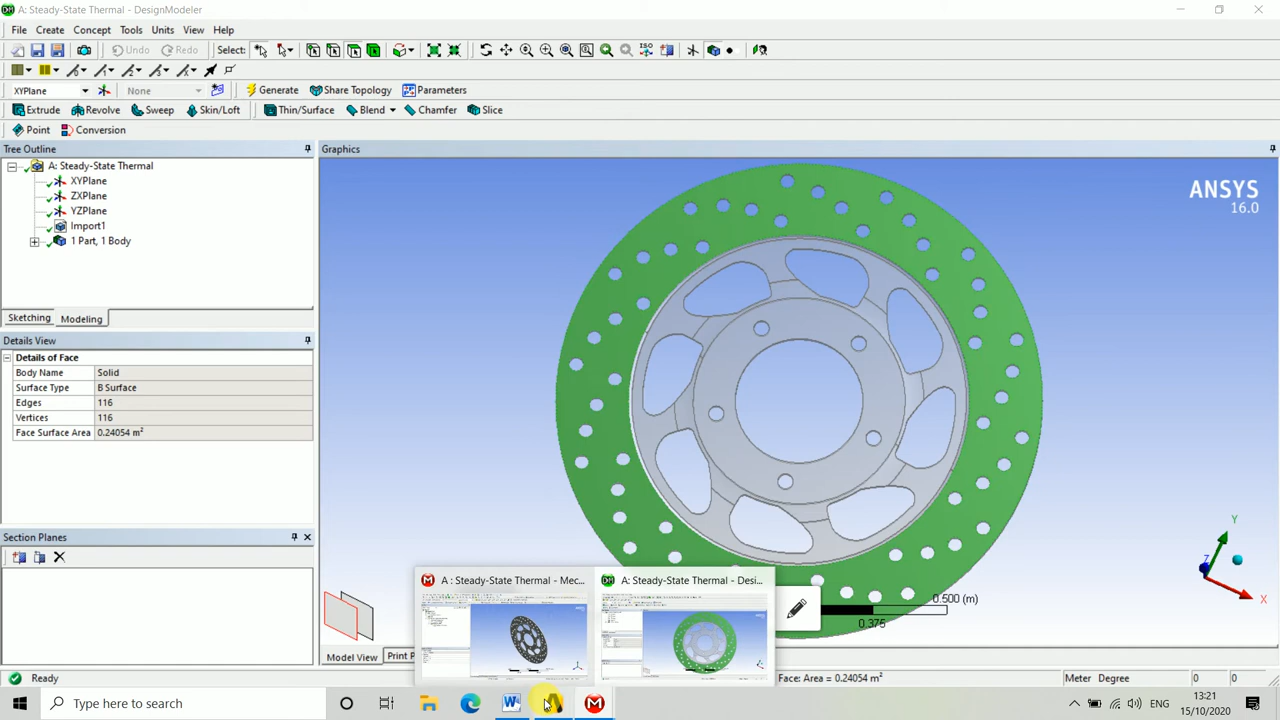 DM A: Steady-State Thermal - DesignModeler
File Create Concept Tools Units View Help
Undo Redo Select:
XYPlane None Generate Share Topology Parameters
Extrude Revolve Sweep Skin/Loft Thin/Surface Blend Chamfer Slice
Point Conversion
Tree Outline
A: Steady-State Thermal
XYPlane
ZXPlane
YZPlane
Import1
1 Part, 1 Body
Sketching Modeling
Details View
Details of Face
Body Name Solid
Surface Type B Surface
Edges 116
Vertices 116
Face Surface Area 0.24054 m²
Section Planes
Graphics
ANSYS
16.0
Y
Z
X
0.500 (m)
0.375
A : Steady-State Thermal - Mec...
A: Steady-State Thermal - Desi...
Model View Print P
Ready
Face: Area = 0.24054 m²
Meter Degree 0 0
Type here to search
ENG
13:21
15/10/2020